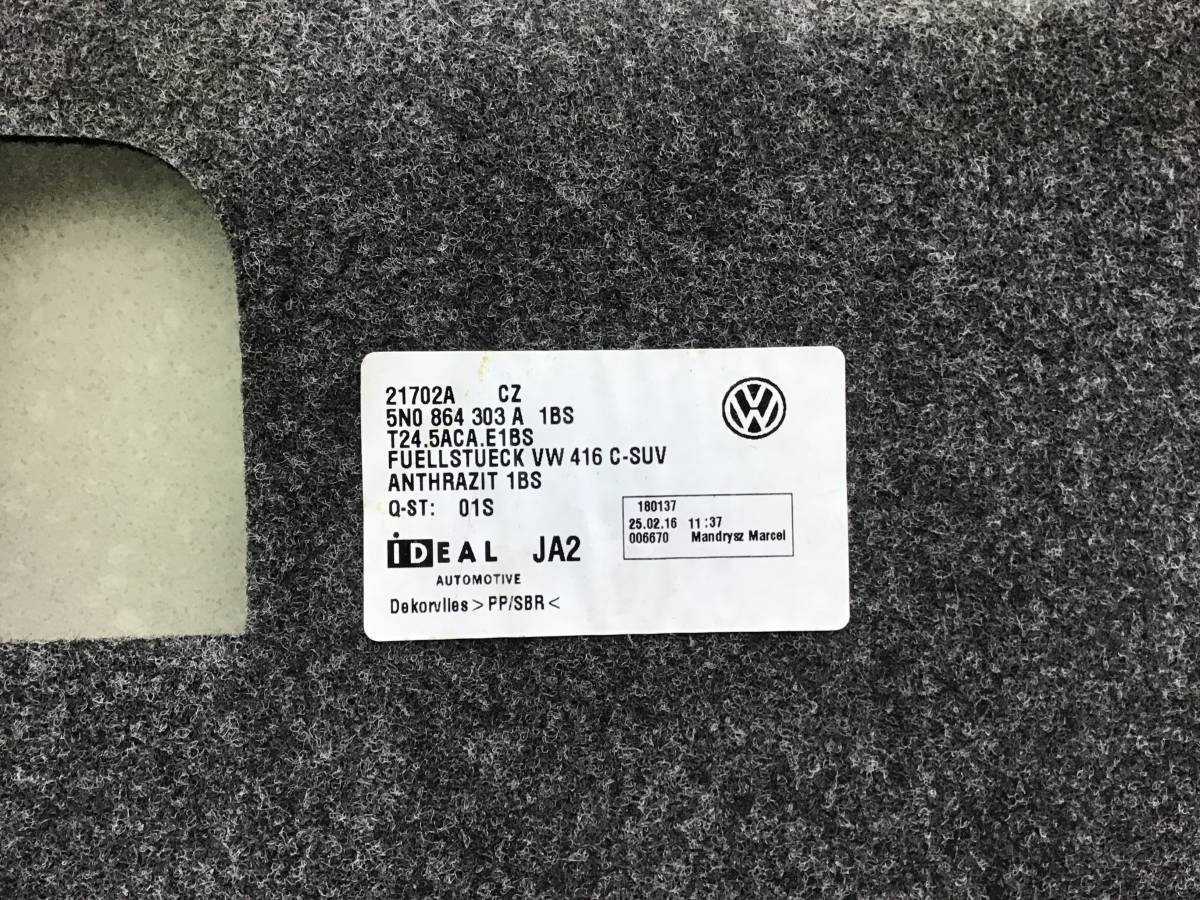 21702A CZ
5N0 864 303 A 1BS
T24.5ACA.E1BS
FUELLSTUECK VW 416 C-SUV
ANTHRAZIT 1BS
Q-ST: 01S
180137
25.02.16 11:37
006670 Mandrysz Marcel
iDEAL JA2
AUTOMOTIVE
Dekorvlies >PP/SBR<
VW